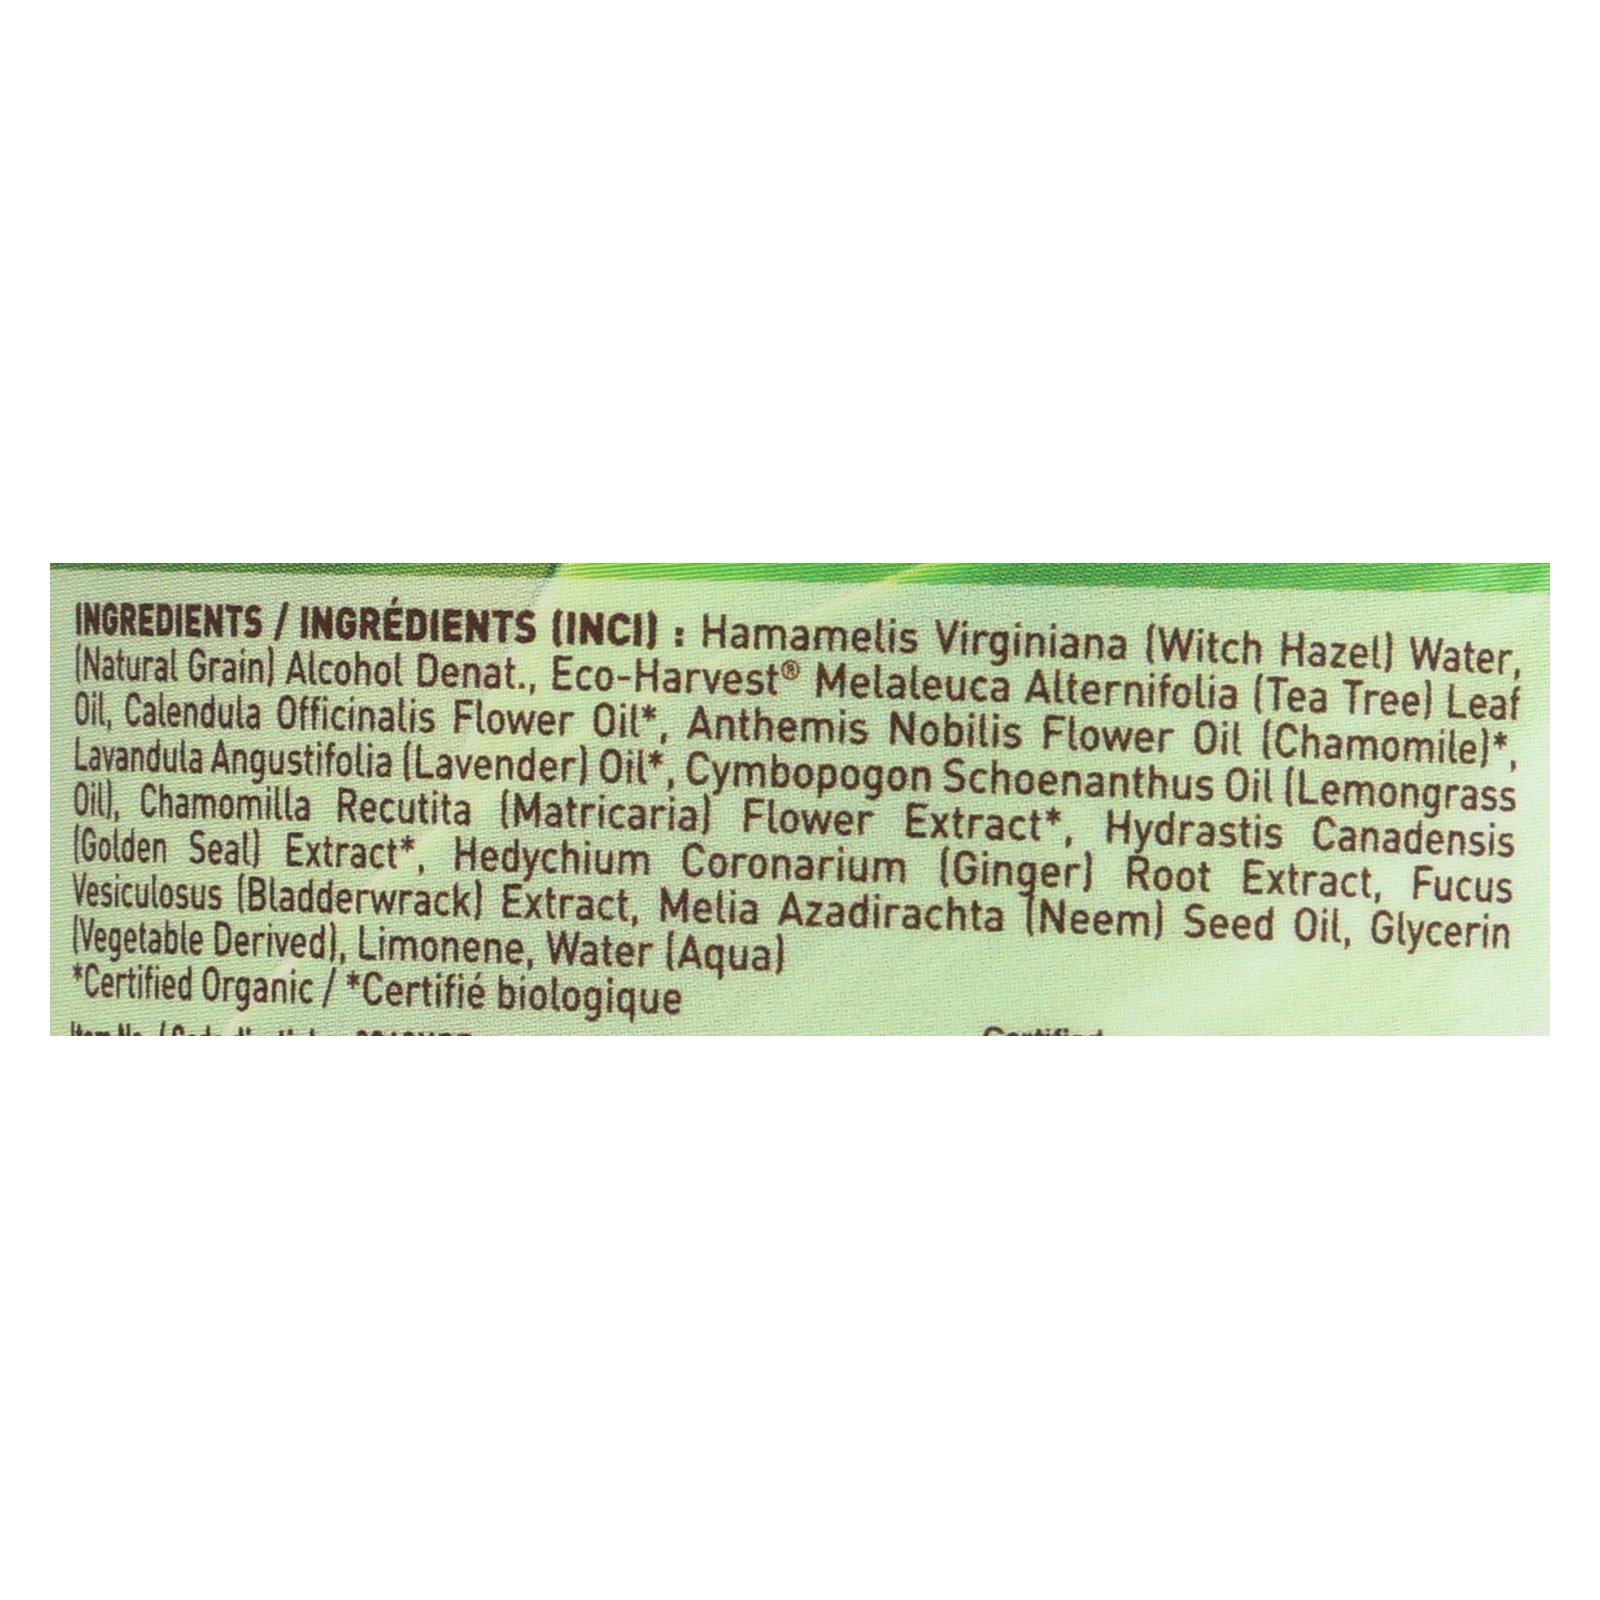 INGREDIENTS / INGRÉDIENTS (INCI) : Hamamelis Virginiana (Witch Hazel) Water,
(Natural Grain) Alcohol Denat., Eco-Harvest® Melaleuca Alternifolia (Tea Tree) Leaf
Oil, Calendula Officinalis Flower Oil*, Anthemis Nobilis Flower Oil (Chamomile)*,
Lavandula Angustifolia (Lavender) Oil*, Cymbopogon Schoenanthus Oil (Lemongrass
Oil), Chamomilla Recutita (Matricaria) Flower Extract*, Hydrastis Canadensis
(Golden Seal) Extract*, Hedychium Coronarium (Ginger) Root Extract, Fucus
Vesiculosus (Bladderwrack) Extract, Melia Azadirachta (Neem) Seed Oil, Glycerin
(Vegetable Derived), Limonene, Water (Aqua)
*Certified Organic / *Certifié biologique